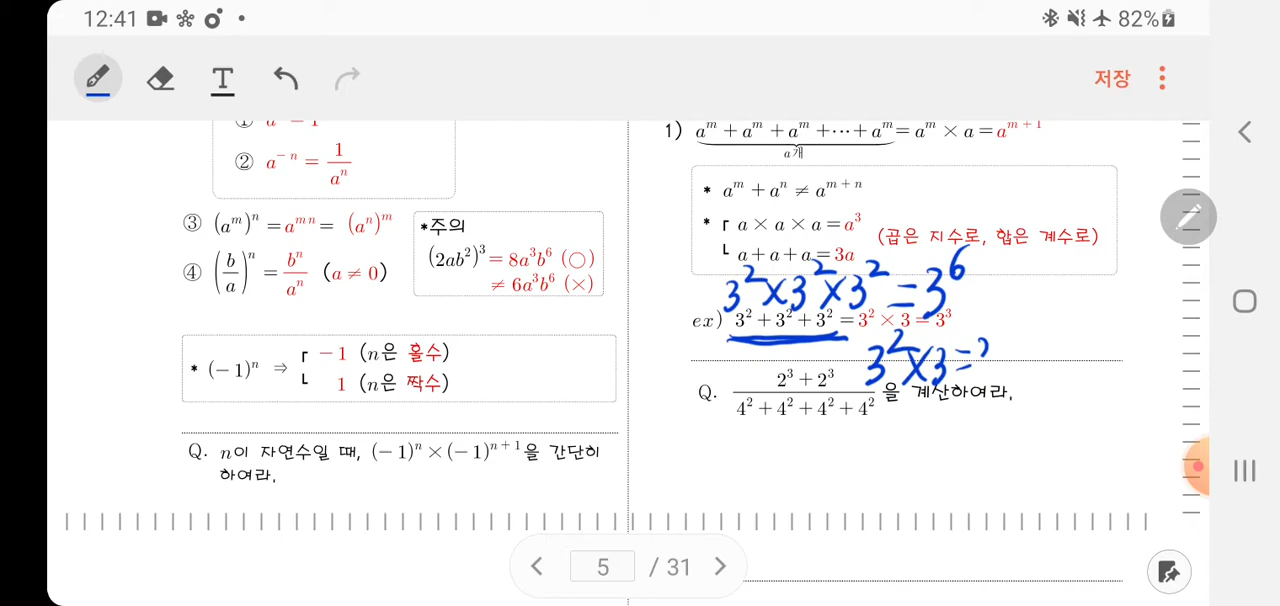 12:41 82%
T 저장
② a^{-n} = 1/a^n
③ (a^m)^n = a^{mn} = (a^n)^m
④ (b/a)^n = b^n/a^n (a ≠ 0)
*주의
(2ab^2)^3 = 8a^3b^6 (○)
≠ 6a^3b^6 (×)
* (-1)^n ⇒ ┌ -1 (n은 홀수)
└ 1 (n은 짝수)
Q. n이 자연수일 때, (-1)^n × (-1)^{n+1}을 간단히
하여라.
1) a^m + a^m + a^m + ⋯ + a^m = a^m × a = a^{m+1}
a개
* a^m + a^n ≠ a^{m+n}
* ┌ a × a × a = a^3
└ a + a + a = 3a
(곱은 지수로, 합은 계수로)
3^2 × 3^2 × 3^2 = 3^6
ex) 3^2 + 3^2 + 3^2 = 3^2 × 3 = 3^3
3^2 × 3 =
Q. (2^3 + 2^3)/(4^2 + 4^2 + 4^2 + 4^2) 을 계산하여라.
5 / 31